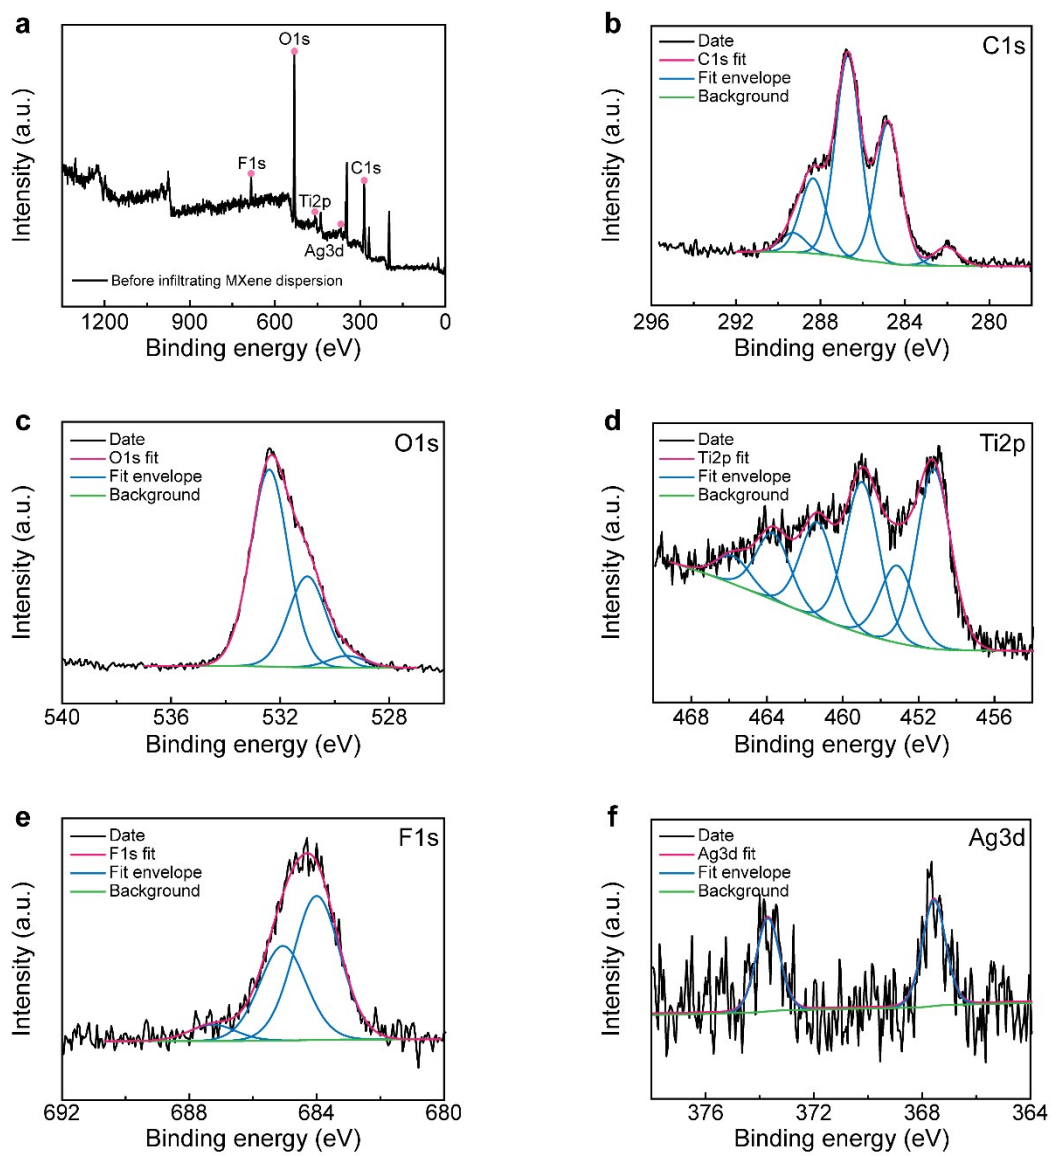 a
Intensity (a.u.)
O1s
F1s
Ti2p
Ag3d
C1s
Before infiltrating MXene dispersion
1200 900 600 300 0
Binding energy (eV)
b
Intensity (a.u.)
Date
C1s fit
Fit envelope
Background
C1s
296 292 288 284 280
Binding energy (eV)
c
Intensity (a.u.)
Date
O1s fit
Fit envelope
Background
O1s
540 536 532 528
Binding energy (eV)
d
Intensity (a.u.)
Date
Ti2p fit
Fit envelope
Background
Ti2p
468 464 460 452 456
Binding energy (eV)
e
Intensity (a.u.)
Date
F1s fit
Fit envelope
Background
F1s
692 688 684 680
Binding energy (eV)
f
Intensity (a.u.)
Date
Ag3d fit
Fit envelope
Background
Ag3d
376 372 368 364
Binding energy (eV)